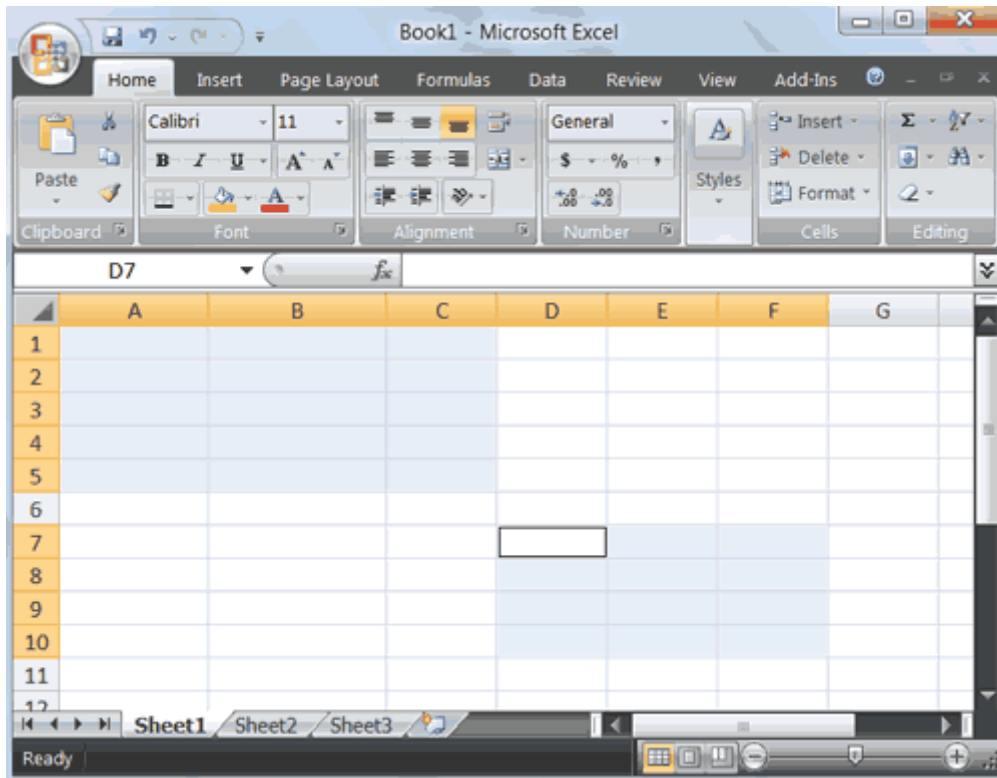 Book1 - Microsoft Excel
Home Insert Page Layout Formulas Data Review View Add-Ins
Calibri 11 General Σ
Insert
B I U A A $ % , Delete
Paste A Styles Format
Clipboard Font Alignment Number Cells Editing
D7 fx
A B C D E F G
1
2
3
4
5
6
7
8
9
10
11
12
Sheet1 Sheet2 Sheet3
Ready